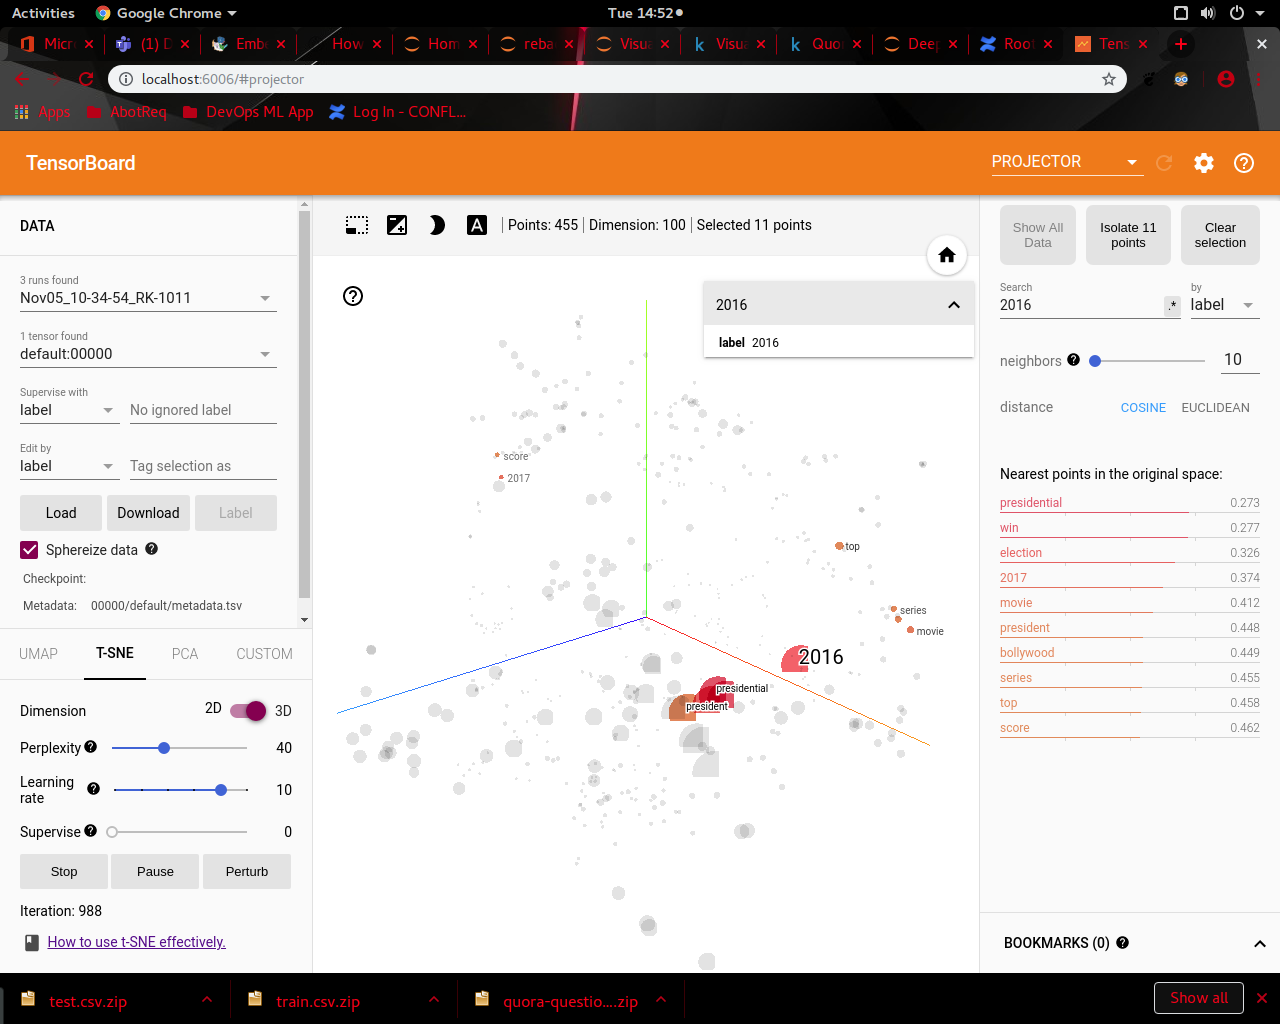 Activities Google Chrome Tue 14:52
Micr (1) D Embe How Hom reba Visua Visua Quo Deep Root Tens
localhost:6006/#projector
Apps AbotReq DevOps ML App Log In - CONFL...
TensorBoard PROJECTOR
DATA
3 runs found
Nov05_10-34-54_RK-1011
1 tensor found
default:00000
Supervise with
label No ignored label
Edit by
label Tag selection as
Load Download Label
Sphereize data
Checkpoint:
Metadata: 00000/default/metadata.tsv
UMAP T-SNE PCA CUSTOM
Dimension 2D 3D
Perplexity 40
Learning rate 10
Supervise 0
Stop Pause Perturb
Iteration: 988
How to use t-SNE effectively.
A Points: 455 Dimension: 100 Selected 11 points
2016
label 2016
score
2017
top
series
movie
2016
presidential
president
Show All Data
Isolate 11 points
Clear selection
Search by
2016 .* label
neighbors 10
distance COSINE EUCLIDEAN
Nearest points in the original space:
presidential 0.273
win 0.277
election 0.326
2017 0.374
movie 0.412
president 0.448
bollywood 0.449
series 0.455
top 0.458
score 0.462
BOOKMARKS (0)
test.csv.zip train.csv.zip quora-questio....zip Show all